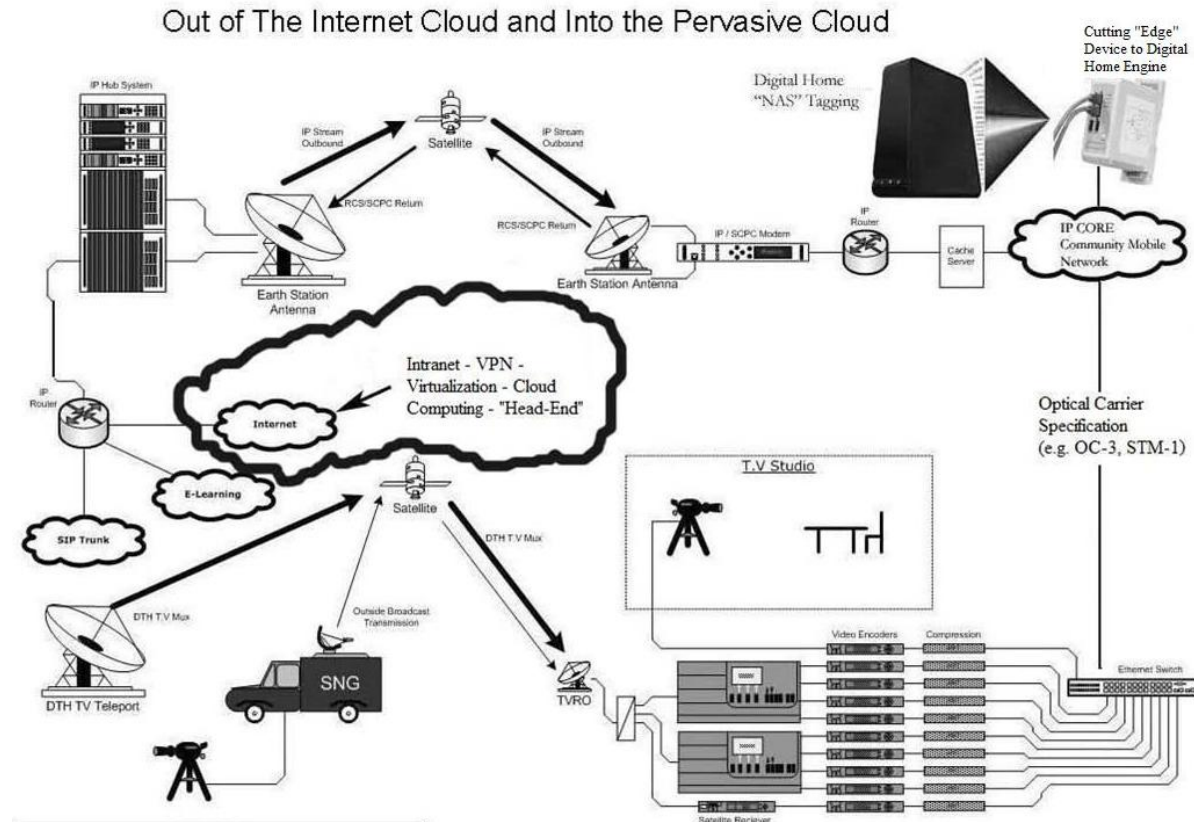 Out of The Internet Cloud and Into the Pervasive Cloud
Cutting "Edge"
Device to Digital
Home Engine
Digital Home
“NAS” Tagging
IP Hub System
IP Stream
Outbound
Satellite
IP Stream
Outbound
RCS/SCPC Return
RCS/SCPC Return
IP / SCPC Modem
IP
Router
Cache
Server
IP CORE
Community Mobile
Network
Earth Station
Antenna
Earth Station Antenna
Intranet - VPN -
Virtualization - Cloud
Computing - "Head-End"
IP
Router
Internet
E-Learning
SIP Trunk
Optical Carrier
Specification
(e.g. OC-3, STM-1)
Satellite
T.V Studio
DTH T.V Mux
DTH T.V Mux
Outside Broadcast
Transmission
SNG
DTH TV Teleport
TVRO
Video Encoders
Compression
Ethernet Switch
Satellite Reciever